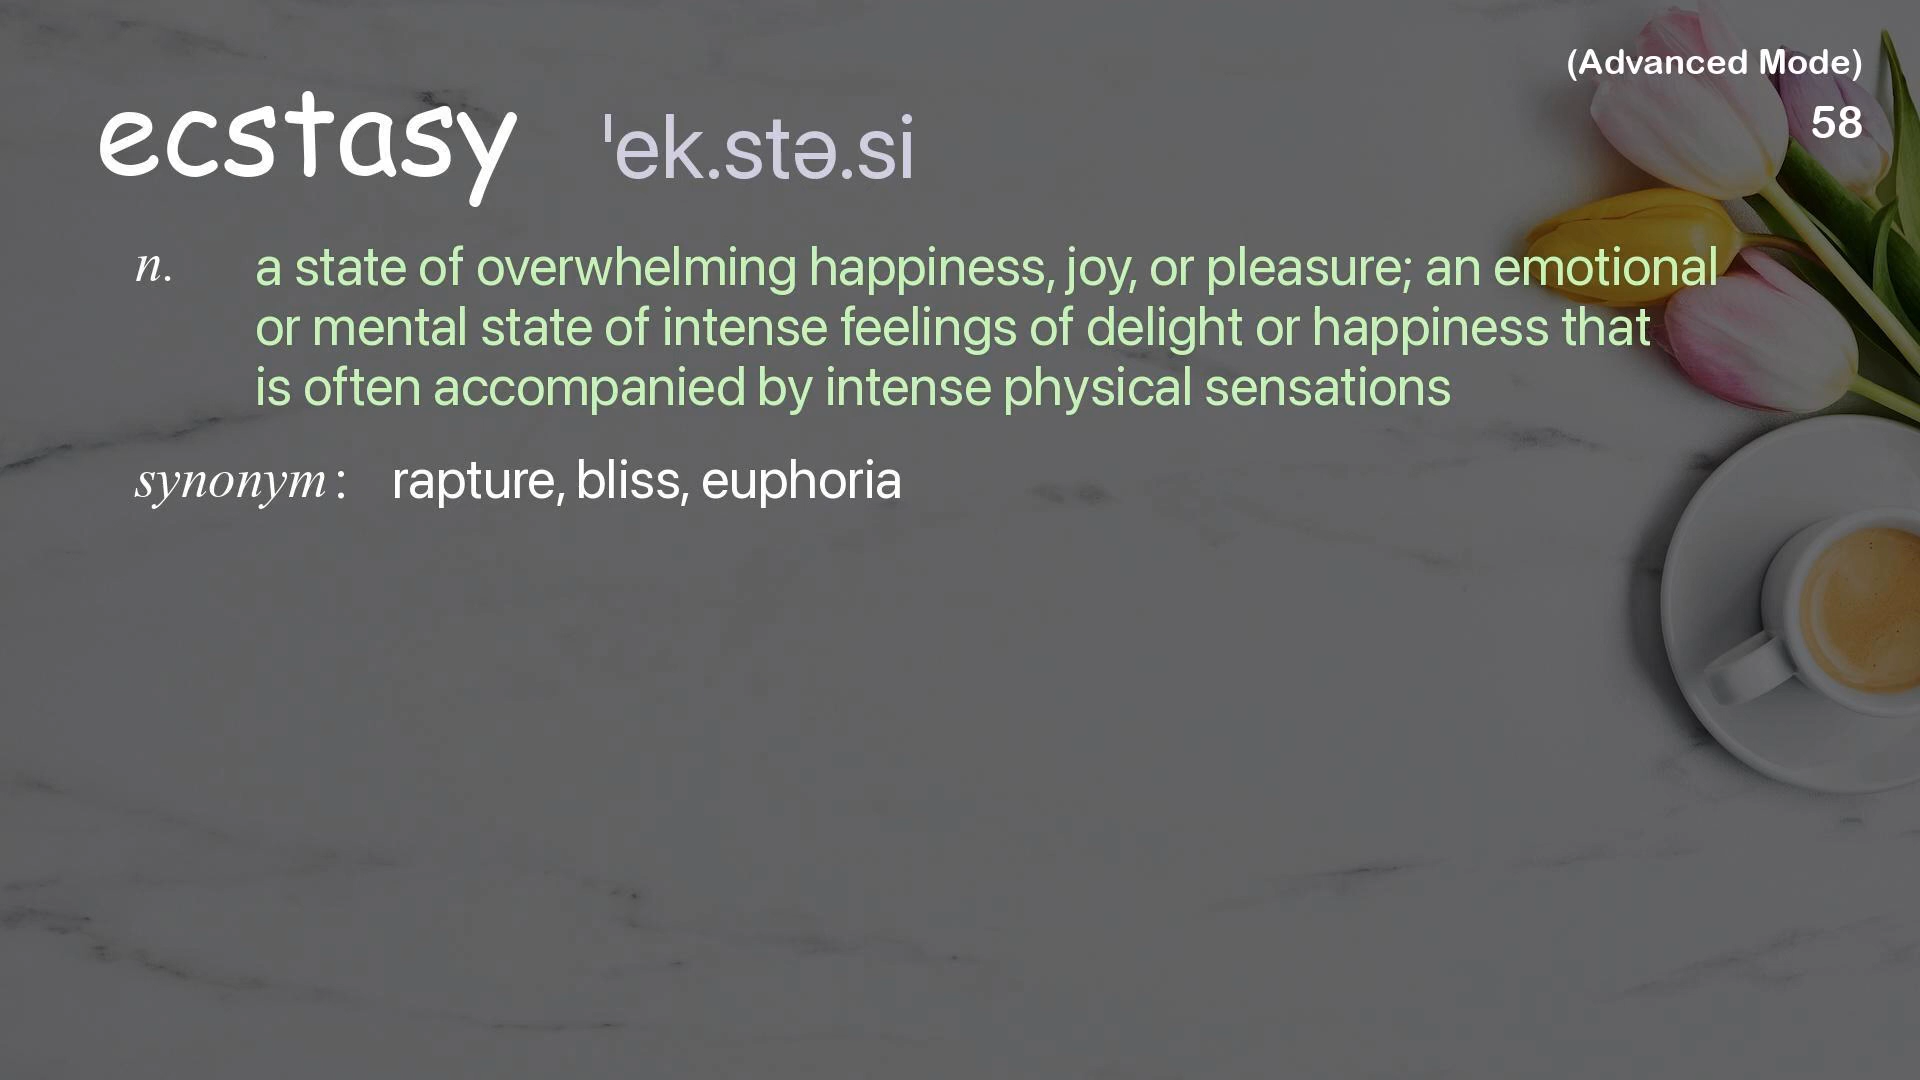 (Advanced Mode)
ecstasy ˈek.stə.si
58
n. a state of overwhelming happiness, joy, or pleasure; an emotional
or mental state of intense feelings of delight or happiness that
is often accompanied by intense physical sensations
synonym : rapture, bliss, euphoria